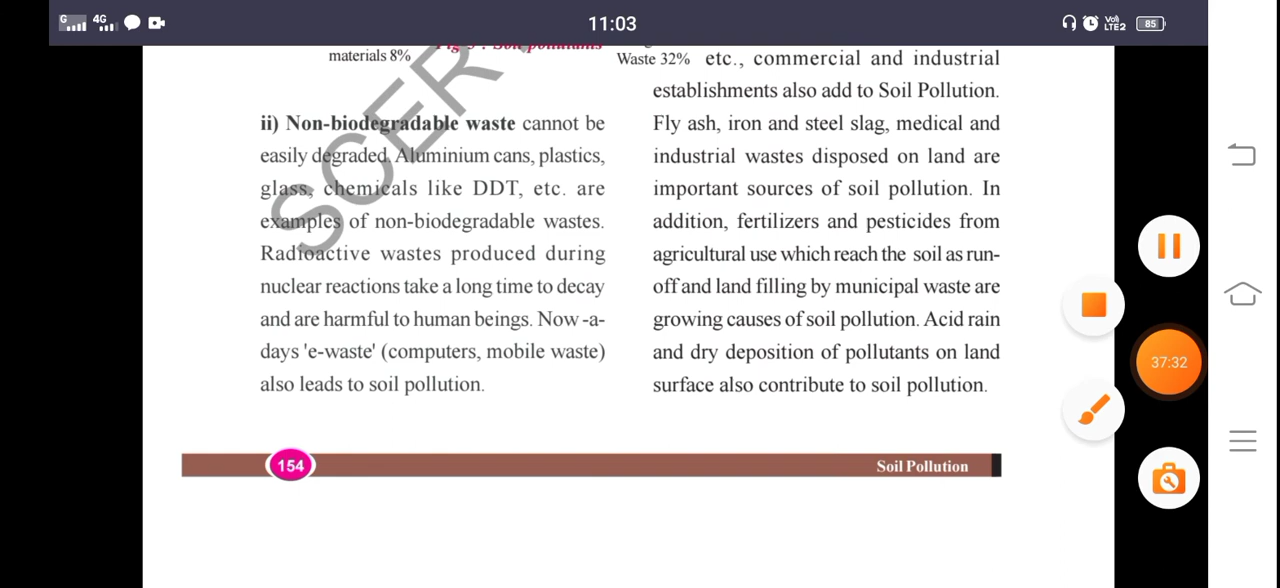 G 4G 11:03 Vo)) LTE2 85
materials 8%
Waste 32%
ii) Non-biodegradable waste cannot be
easily degraded. Aluminium cans, plastics,
glass, chemicals like DDT, etc. are
examples of non-biodegradable wastes.
Radioactive wastes produced during
nuclear reactions take a long time to decay
and are harmful to human beings. Now -a-
days 'e-waste' (computers, mobile waste)
also leads to soil pollution.
etc., commercial and industrial
establishments also add to Soil Pollution.
Fly ash, iron and steel slag, medical and
industrial wastes disposed on land are
important sources of soil pollution. In
addition, fertilizers and pesticides from
agricultural use which reach the soil as run-
off and land filling by municipal waste are
growing causes of soil pollution. Acid rain
and dry deposition of pollutants on land
surface also contribute to soil pollution.
SCER
154
Soil Pollution
37:32